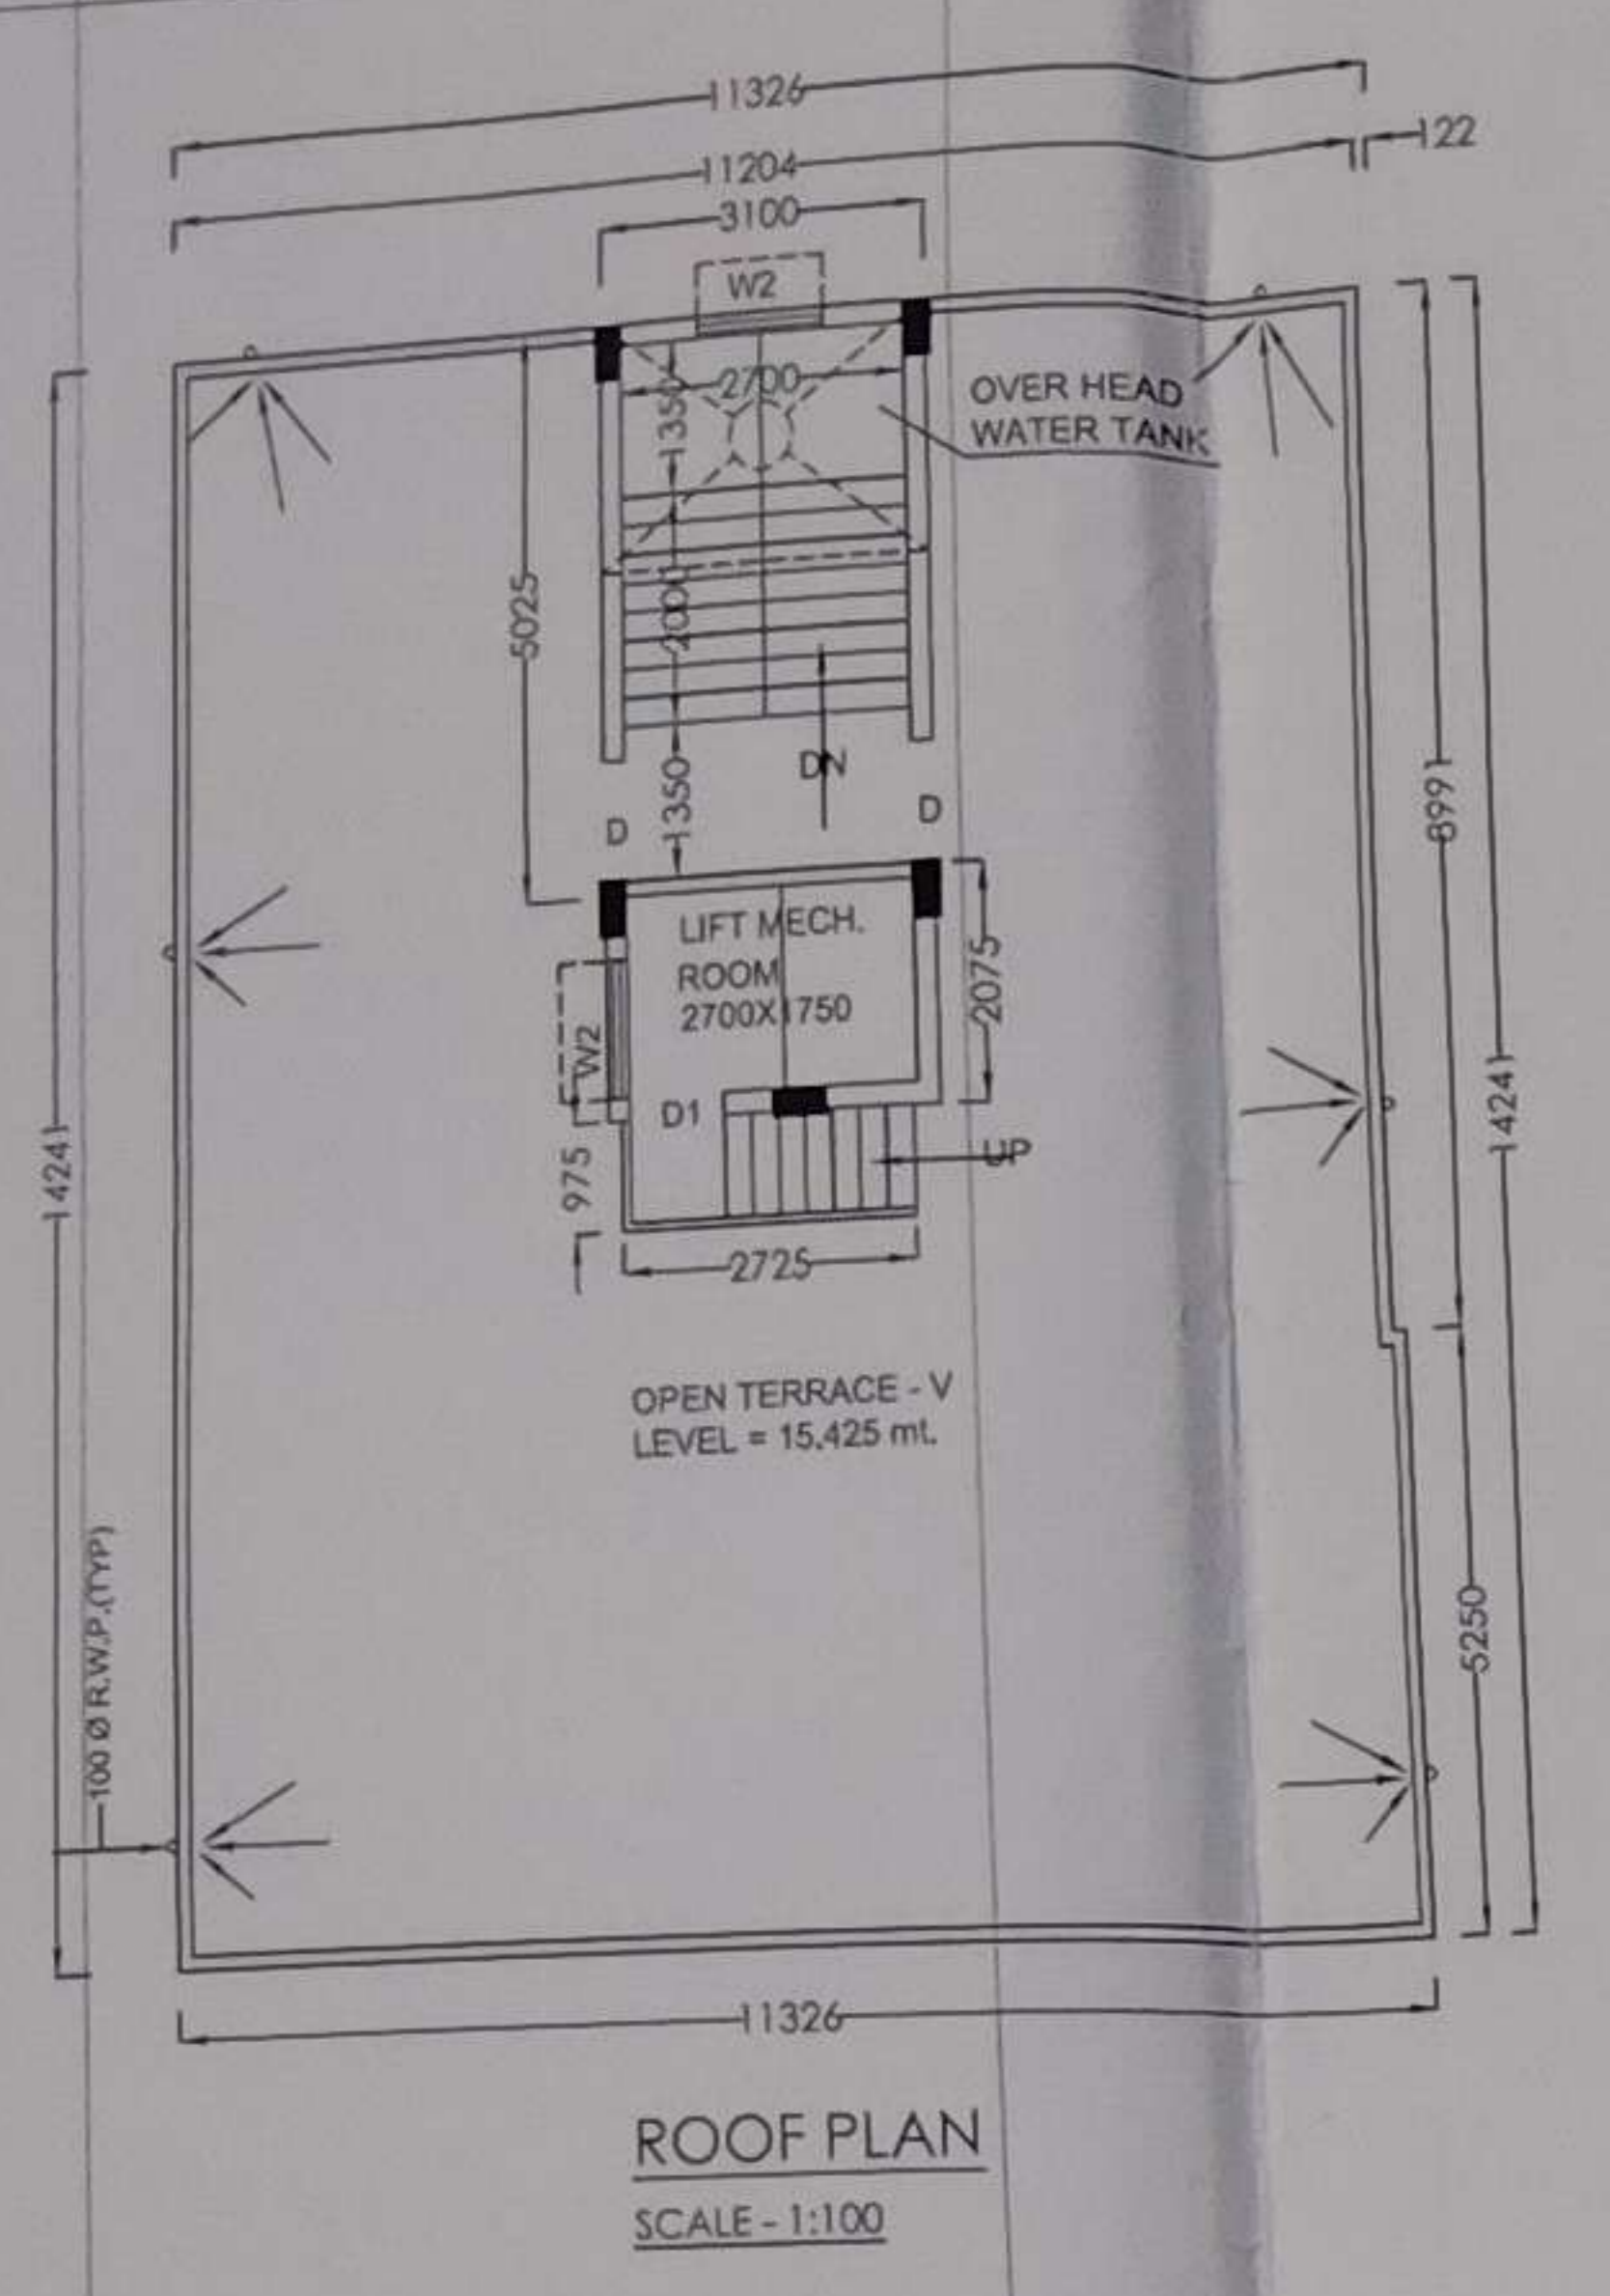 11326
11204
122
3100
W2
2700
1350
OVER HEAD
WATER TANK
5025
2000
DN
1350
D
D
8991
LIFT MECH.
ROOM
2700X1750
2075
W2
D1
UP
975
14241
14241
2725
OPEN TERRACE - V
LEVEL = 15.425 mt.
100 Ø R.W.P.(TYP)
5250
11326
ROOF PLAN
SCALE - 1:100